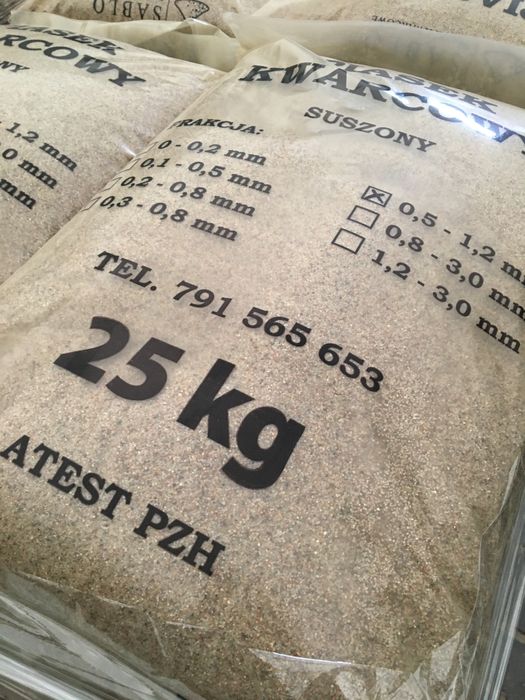 SABLO
PIASEK
KWARCOWY
SUSZONY
FRAKCJA:
0 - 0,2 mm
0,1 - 0,5 mm
0,2 - 0,8 mm
0,3 - 0,8 mm
0,5 - 1,2 mm
0,8 - 3,0 mm
1,2 - 3,0 mm
TEL. 791 565 653
25 kg
ATEST PZH
KWARCOWY
1,2 mm
,0 mm
mm